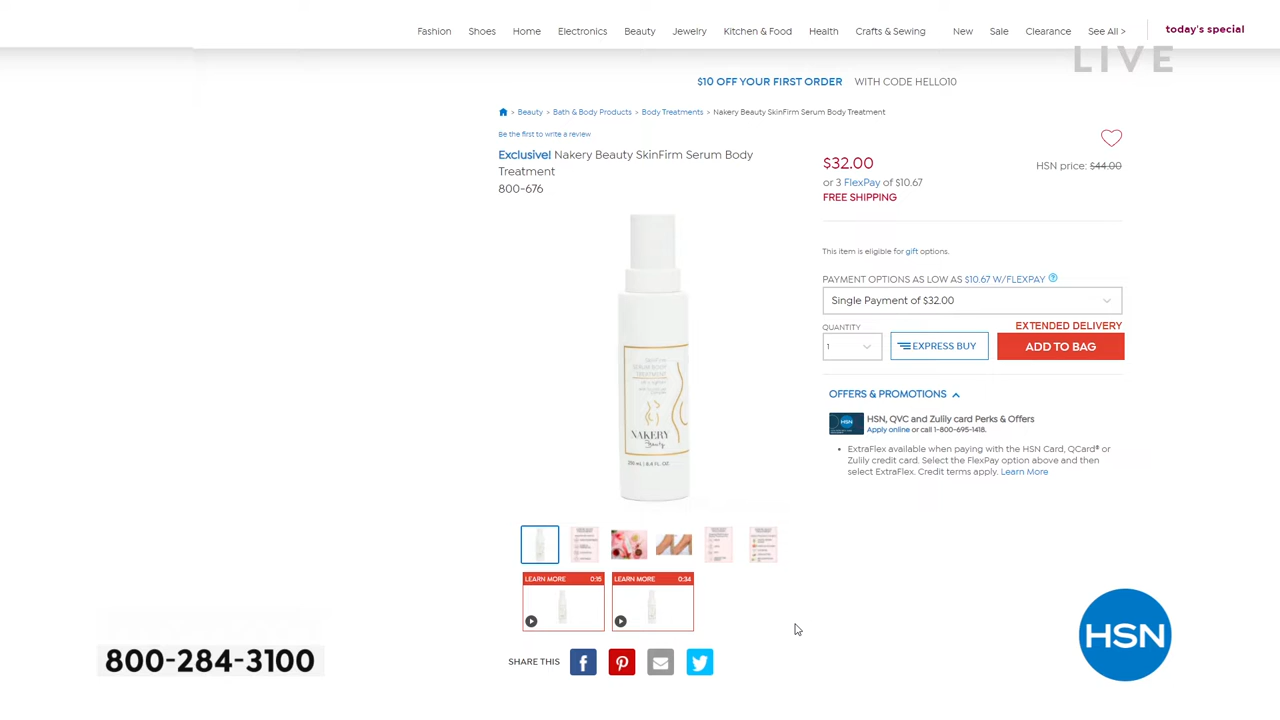 Fashion Shoes Home Electronics Beauty Jewelry Kitchen & Food Health Crafts & Sewing New Sale Clearance See All > today's special
LIVE
$10 OFF YOUR FIRST ORDER WITH CODE HELLO10
> Beauty > Bath & Body Products > Body Treatments > Nakery Beauty SkinFirm Serum Body Treatment
Be the first to write a review
Exclusive! Nakery Beauty SkinFirm Serum Body
Treatment
800-676
$32.00
HSN price: $44.00
or 3 FlexPay of $10.67
FREE SHIPPING
This item is eligible for gift options.
PAYMENT OPTIONS AS LOW AS $10.67 W/FLEXPAY ?
Single Payment of $32.00
QUANTITY
EXTENDED DELIVERY
1
EXPRESS BUY
ADD TO BAG
OFFERS & PROMOTIONS
HSN
HSN, QVC and Zulily card Perks & Offers
Apply online or call 1-800-695-1418.
• ExtraFlex available when paying with the HSN Card, QCard® or
Zulily credit card. Select the FlexPay option above and then
select ExtraFlex. Credit terms apply. Learn More
SkinFirm
SERUM BODY
TREATMENT
NAKERY
Beauty
LEARN MORE 0:16
LEARN MORE 0:34
SHARE THIS
800-284-3100
HSN